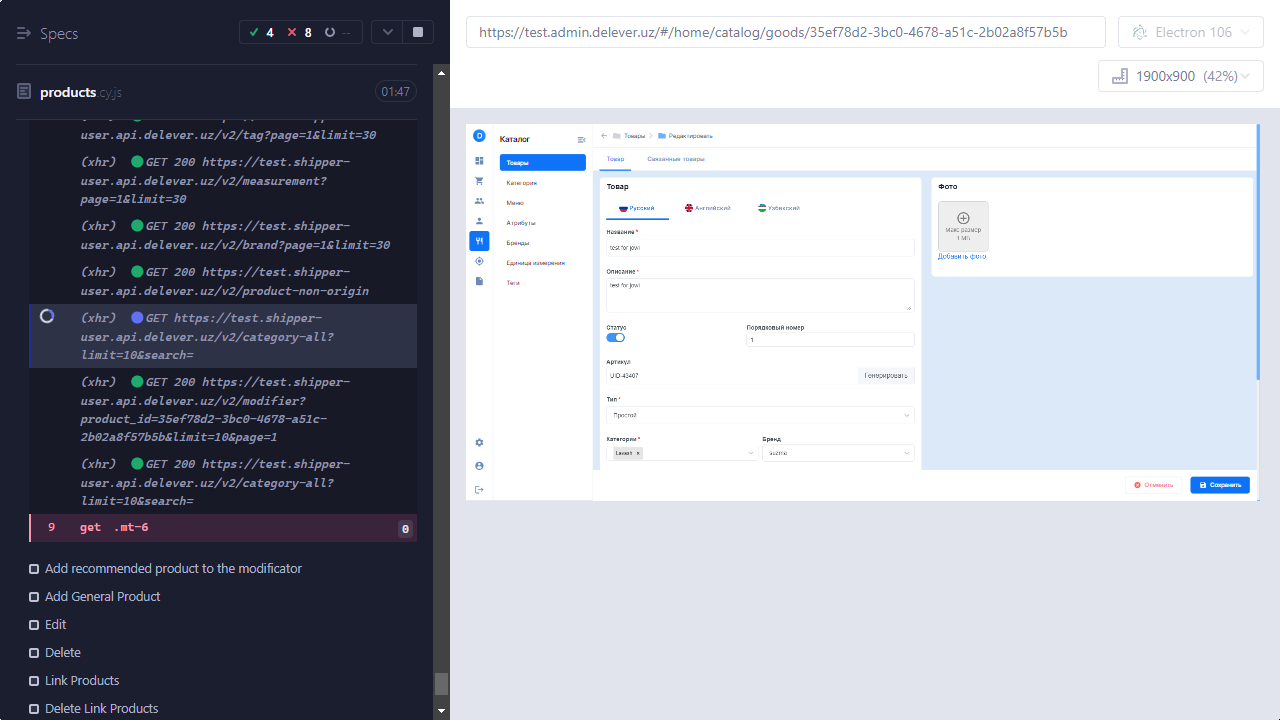 Specs
4
8
--
products.cy.js
01:47
user.api.delever.uz/v2/tag?page=1&limit=30
(xhr) GET 200 https://test.shipper-
user.api.delever.uz/v2/measurement?
page=1&limit=30
(xhr) GET 200 https://test.shipper-
user.api.delever.uz/v2/brand?page=1&limit=30
(xhr) GET 200 https://test.shipper-
user.api.delever.uz/v2/product-non-origin
(xhr) GET https://test.shipper-
user.api.delever.uz/v2/category-all?
limit=10&search=
(xhr) GET 200 https://test.shipper-
user.api.delever.uz/v2/modifier?
product_id=35ef78d2-3bc0-4678-a51c-
2b02a8f57b5b&limit=10&page=1
(xhr) GET 200 https://test.shipper-
user.api.delever.uz/v2/category-all?
limit=10&search=
9 get .mt-6 0
Add recommended product to the modificator
Add General Product
Edit
Delete
Link Products
Delete Link Products
https://test.admin.delever.uz/#/home/catalog/goods/35ef78d2-3bc0-4678-a51c-2b02a8f57b5b
Electron 106
1900x900 (42%)
D
Каталог
Товары
Категория
Меню
Атрибуты
Бренды
Единица измерения
Теги
Товары
Редактировать
Товар
Связанные товары
Товар
Русский
Английский
Узбекский
Название *
test for jowi
Описание *
test for jowi
Статус
Порядковый номер
1
Артикул
UID-43407
Генерировать
Тип *
Простой
Категории *
Бренд
Lavash ×
suzma
Фото
Макс размер
1 МБ
Добавить фото
Отменить
Сохранить